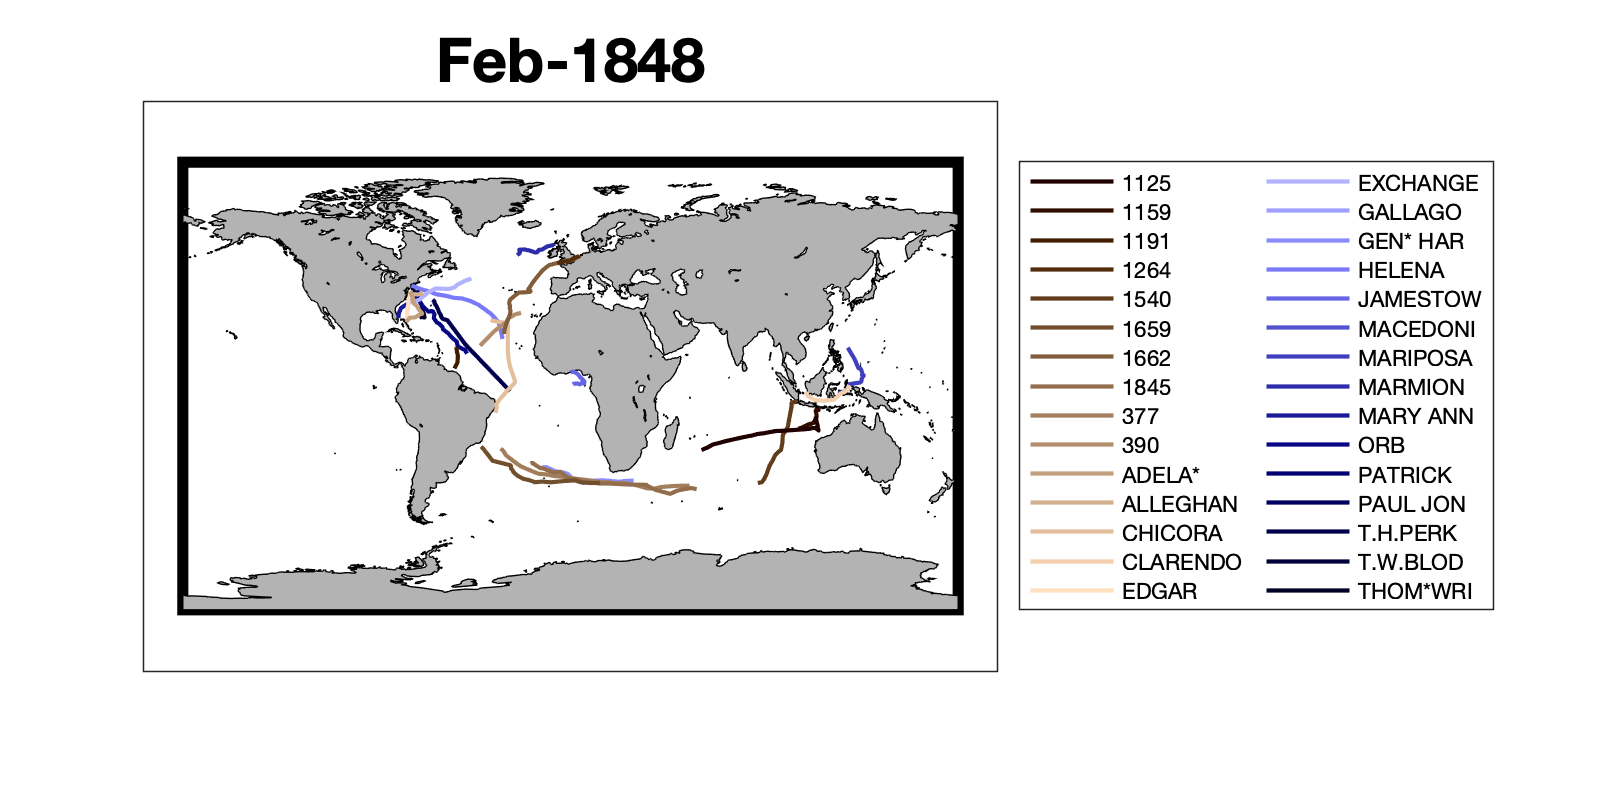 Feb-1848
1125
1159
1191
1264
1540
1659
1662
1845
377
390
ADELA*
ALLEGHAN
CHICORA
CLARENDO
EDGAR
EXCHANGE
GALLAGO
GEN* HAR
HELENA
JAMESTOW
MACEDONI
MARIPOSA
MARMION
MARY ANN
ORB
PATRICK
PAUL JON
T.H.PERK
T.W.BLOD
THOM*WRI